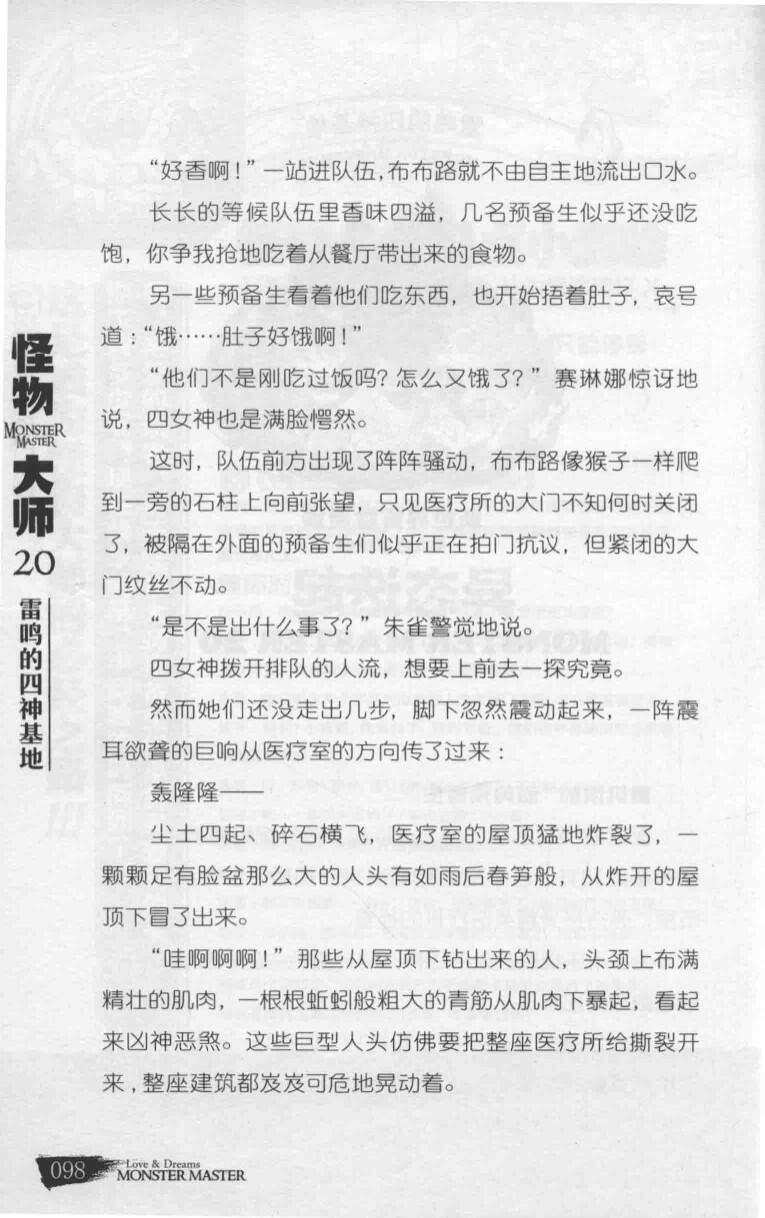 “好香啊！”一站进队伍,布布路就不由自主地流出口水。
长长的等候队伍里香味四溢，几名预备生似乎还没吃
饱，你争我抢地吃着从餐厅带出来的食物。
另一些预备生看着他们吃东西，也开始捂着肚子，哀号
道：“饿……肚子好饿啊！”
“他们不是刚吃过饭吗？怎么又饿了？”赛琳娜惊讶地
说，四女神也是满脸愕然。
这时，队伍前方出现了阵阵骚动，布布路像猴子一样爬
到一旁的石柱上向前张望，只见医疗所的大门不知何时关闭
了，被隔在外面的预备生们似乎正在拍门抗议，但紧闭的大
门纹丝不动。
“是不是出什么事了？”朱雀警觉地说。
四女神拨开排队的人流，想要上前去一探究竟。
然而她们还没走出几步，脚下忽然震动起来，一阵震
耳欲聋的巨响从医疗室的方向传了过来：
轰隆隆——
尘土四起、碎石横飞，医疗室的屋顶猛地炸裂了，一
颗颗足有脸盆那么大的人头有如雨后春笋般，从炸开的屋
顶下冒了出来。
“哇啊啊啊！”那些从屋顶下钻出来的人，头颈上布满
精壮的肌肉，一根根蚯蚓般粗大的青筋从肌肉下暴起，看起
来凶神恶煞。这些巨型人头仿佛要把整座医疗所给撕裂开
来,整座建筑都岌岌可危地晃动着。
怪物
MONSTER
MASTER
大师
20
雷鸣的四神基地
098
Love & Dreams
MONSTER MASTER